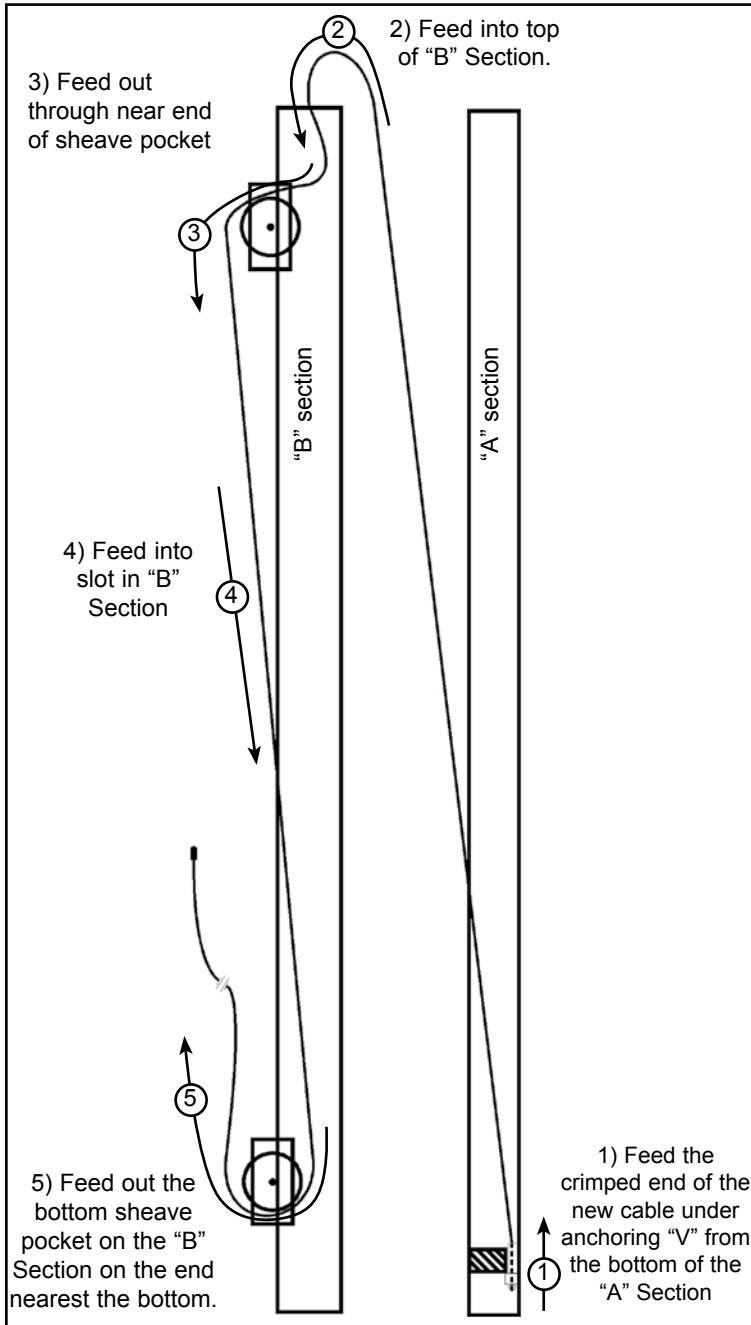 2
2) Feed into top
of “B” Section.
3) Feed out
through near end
of sheave pocket
3
“B” section
“A” section
4) Feed into
slot in “B”
Section
4
5
5) Feed out the
bottom sheave
pocket on the “B”
Section on the end
nearest the bottom.
1) Feed the
crimped end of the
new cable under
anchoring “V” from
the bottom of the
“A” Section
1